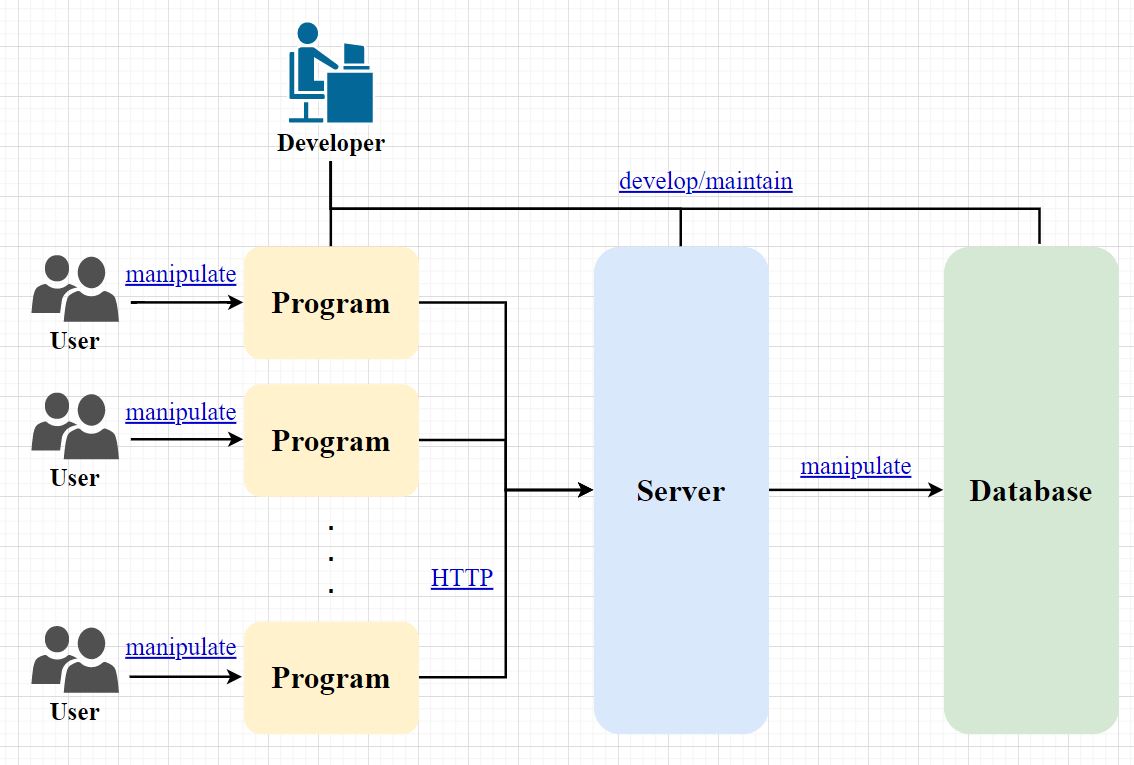 Developer
develop/maintain
manipulate
Program
User
manipulate
Program
User
Server
manipulate
Database
.
.
.
HTTP
manipulate
Program
User